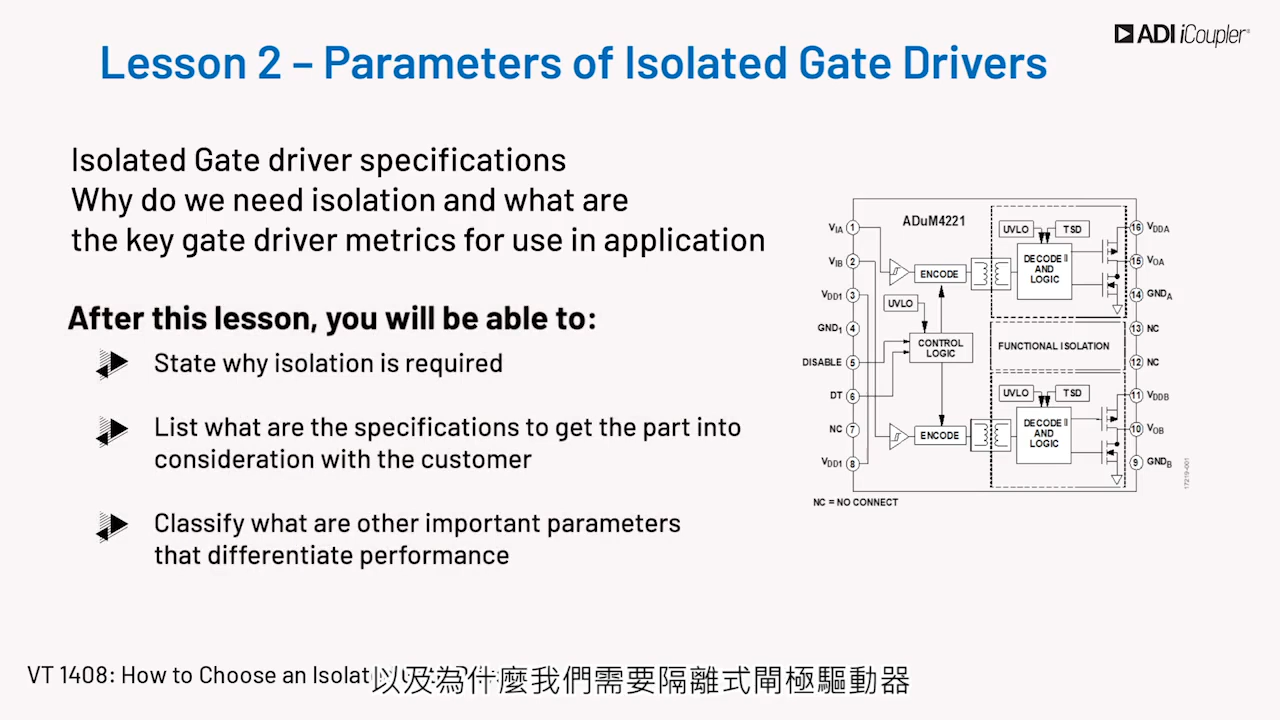 ADI iCoupler®
Lesson 2 – Parameters of Isolated Gate Drivers
Isolated Gate driver specifications
Why do we need isolation and what are
the key gate driver metrics for use in application
After this lesson, you will be able to:
State why isolation is required
List what are the specifications to get the part into
consideration with the customer
Classify what are other important parameters
that differentiate performance
ADuM4221
VIA 1
VIB 2
VDD1 3
GND1 4
DISABLE 5
DT 6
NC 7
VDD1 8
ENCODE
UVLO
CONTROL
LOGIC
ENCODE
UVLO
TSD
DECODE
AND
LOGIC
FUNCTIONAL ISOLATION
UVLO
TSD
DECODE
AND
LOGIC
16 VDDA
15 VOA
14 GNDA
13 NC
12 NC
11 VDDB
10 VOB
9 GNDB
17219-001
NC = NO CONNECT
VT 1408: How to Choose an Isolat
以及為什麼我們需要隔離式閘極驅動器